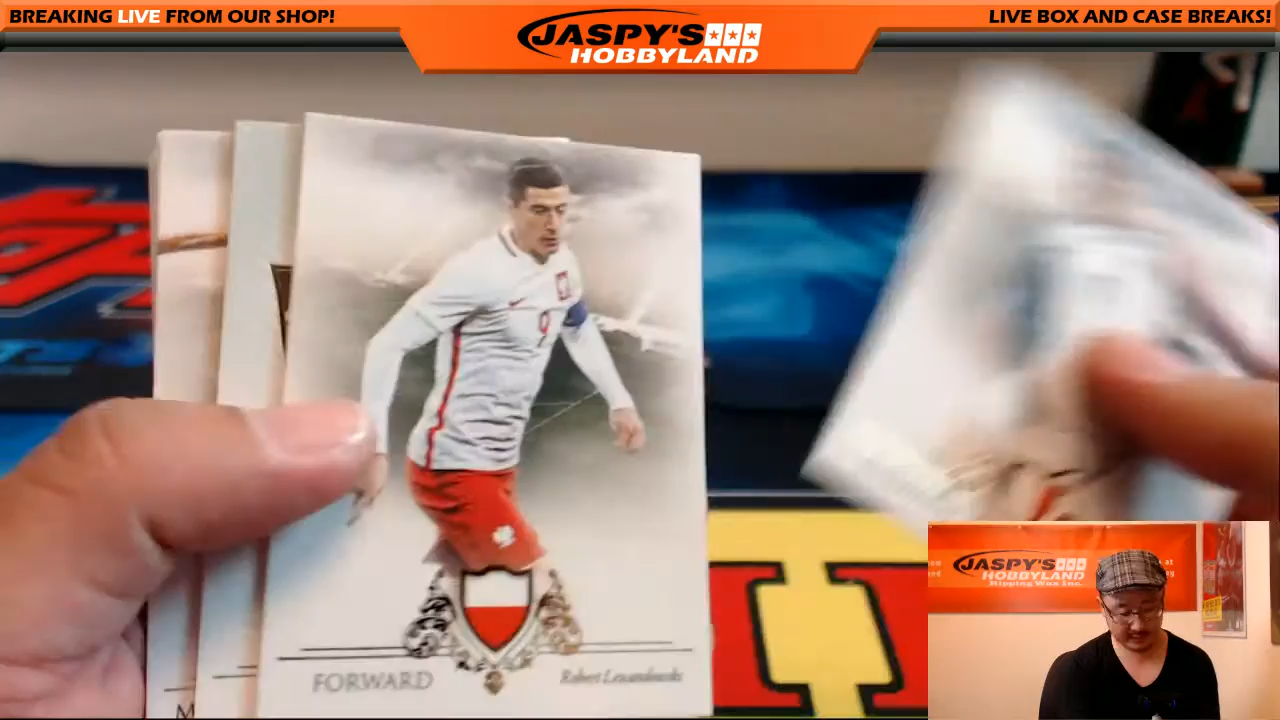 BREAKING LIVE FROM OUR SHOP!
JASPY'S
HOBBYLAND
LIVE BOX AND CASE BREAKS!
9
FORWARD
Robert Lewandowski
M
JASPY'S
HOBBYLAND
Ripping Wax Inc.